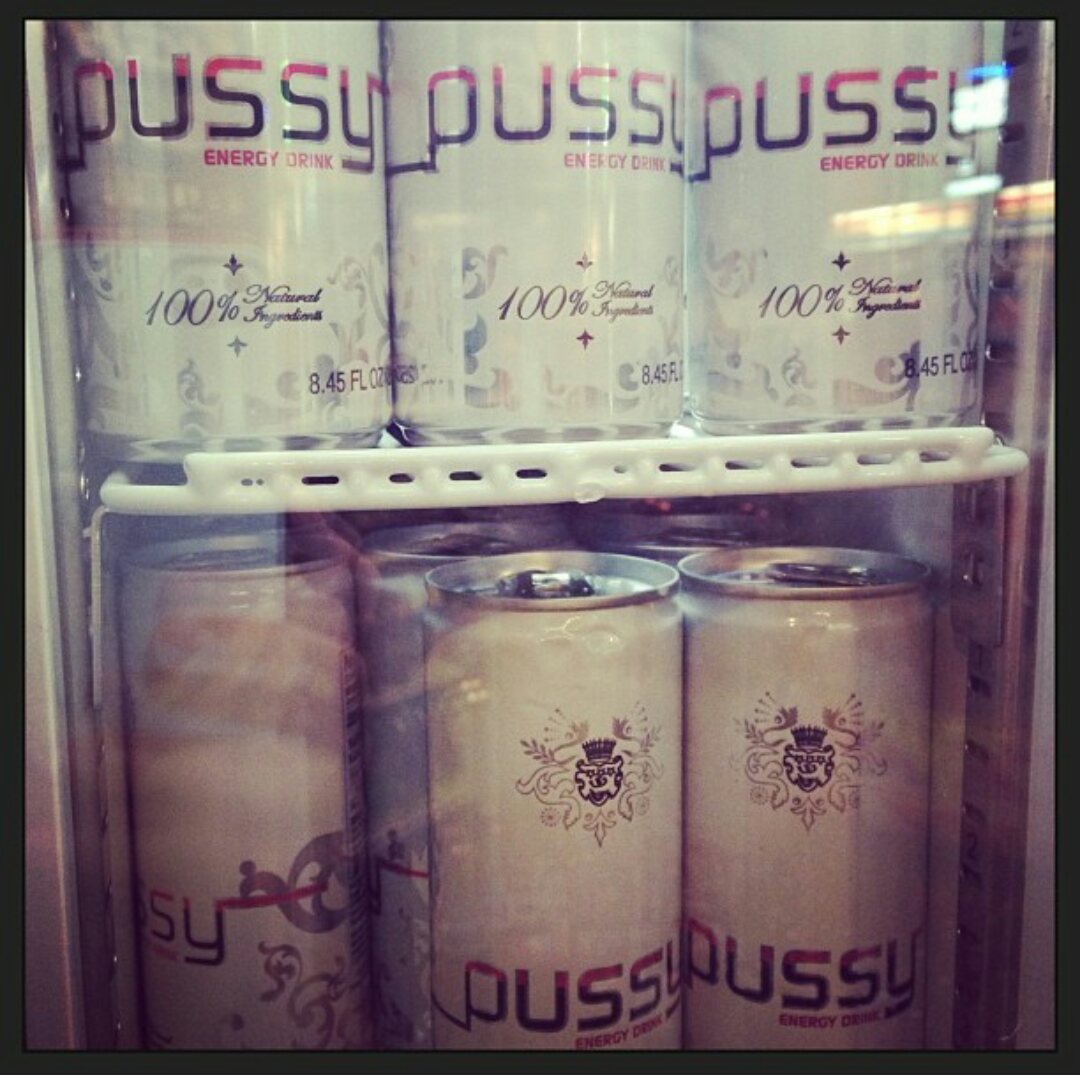 pussy
ENERGY DRINK
100% Natural
Ingredients
8.45 FL OZ
pussy
ENERGY DRINK
100% Natural
Ingredients
8.45 FL
pussy
ENERGY DRINK
100% Natural
Ingredients
8.45 FL OZ
ssy
pussy
ENERGY DRINK
pussy
ENERGY DRINK